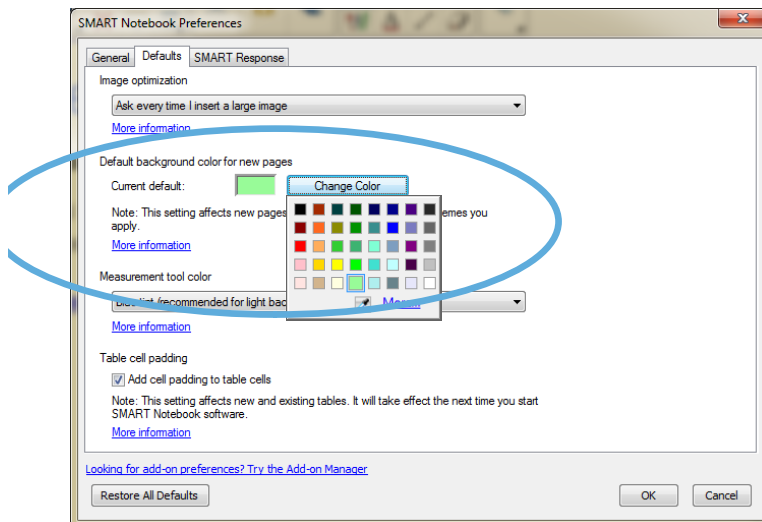 SMART Notebook Preferences
General Defaults SMART Response
Image optimization
Ask every time I insert a large image
More information
Default background color for new pages
Current default: Change Color
Note: This setting affects new pages emes you
apply.
More information
Measurement tool color
(recommended for light bac
More information
Table cell padding
Add cell padding to table cells
Note: This setting affects new and existing tables. It will take effect the next time you start
SMART Notebook software.
More information
Looking for add-on preferences? Try the Add-on Manager
Restore All Defaults OK Cancel